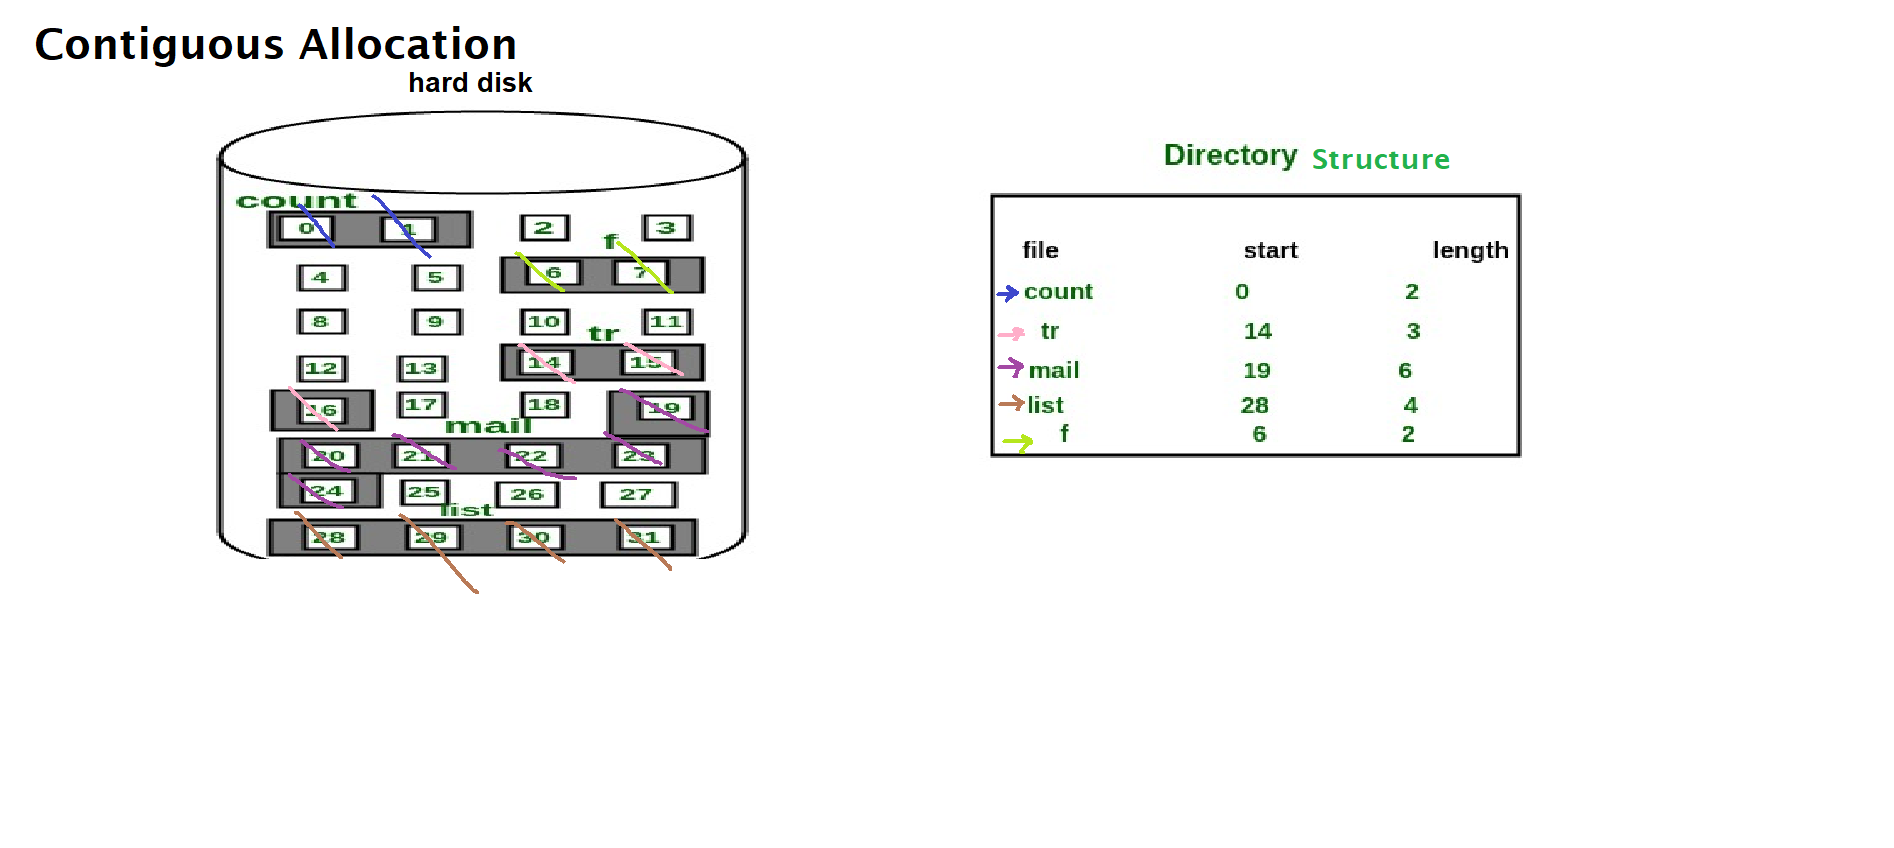 Contiguous Allocation
hard disk
count
0 1 2 3
f
4 5 6 7
8 9 10 11
tr
12 13 14 15
16 17 18 19
mail
20 21 22 23
24 25 26 27
list
28 29 30 31
Directory Structure
file start length
count 0 2
tr 14 3
mail 19 6
list 28 4
f 6 2